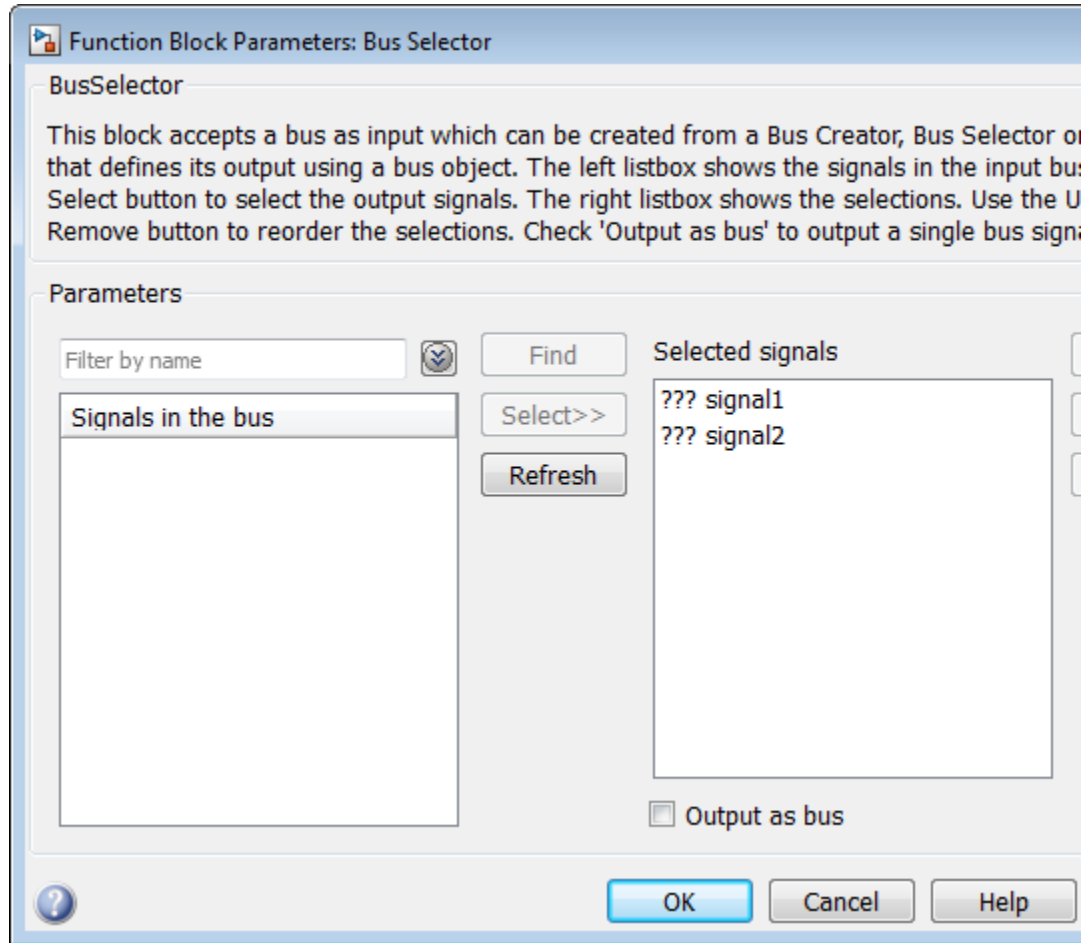 Function Block Parameters: Bus Selector
BusSelector
This block accepts a bus as input which can be created from a Bus Creator, Bus Selector or
that defines its output using a bus object. The left listbox shows the signals in the input
Select button to select the output signals. The right listbox shows the selections. Use the
Remove button to reorder the selections. Check 'Output as bus' to output a single bus
Parameters
Filter by name
Find
Selected signals
Signals in the bus
Select>>
??? signal1
??? signal2
Refresh
Output as bus
?
OK
Cancel
Help